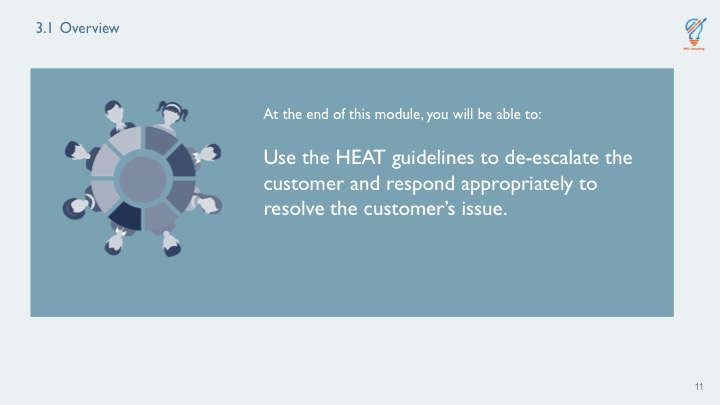 3.1 Overview
At the end of this module, you will be able to:
Use the HEAT guidelines to de-escalate the
customer and respond appropriately to
resolve the customer’s issue.
11